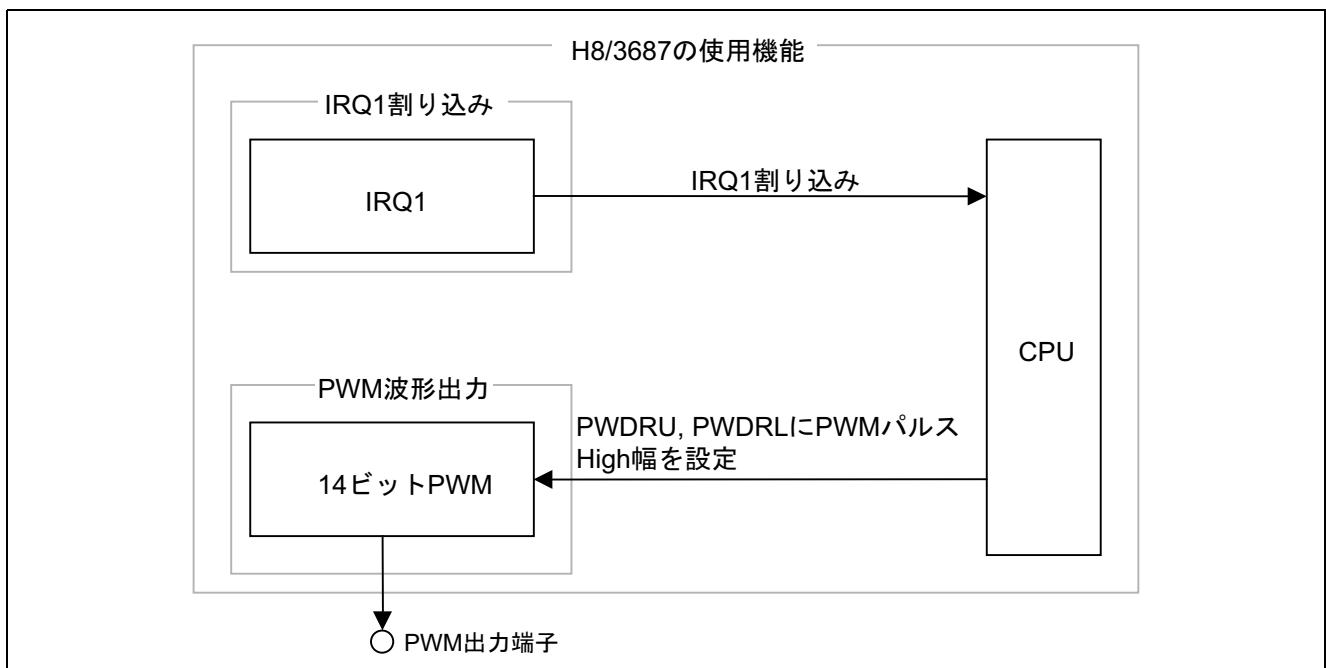 H8/3687の使用機能
IRQ1割り込み
IRQ1
IRQ1割り込み
CPU
PWM波形出力
14ビットPWM
PWDRU, PWDRLにPWMパルス
High幅を設定
PWM出力端子